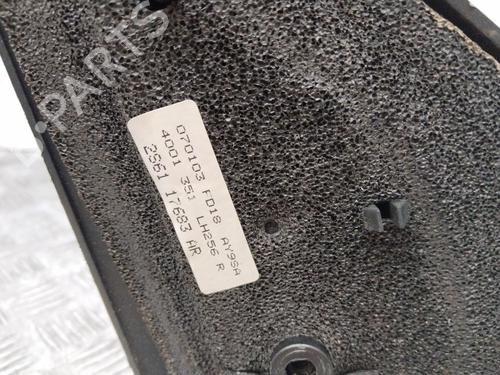 070103 FD18 AY9SA
4001 351 LH256 R
2S61 17683 AR
B-PARTS